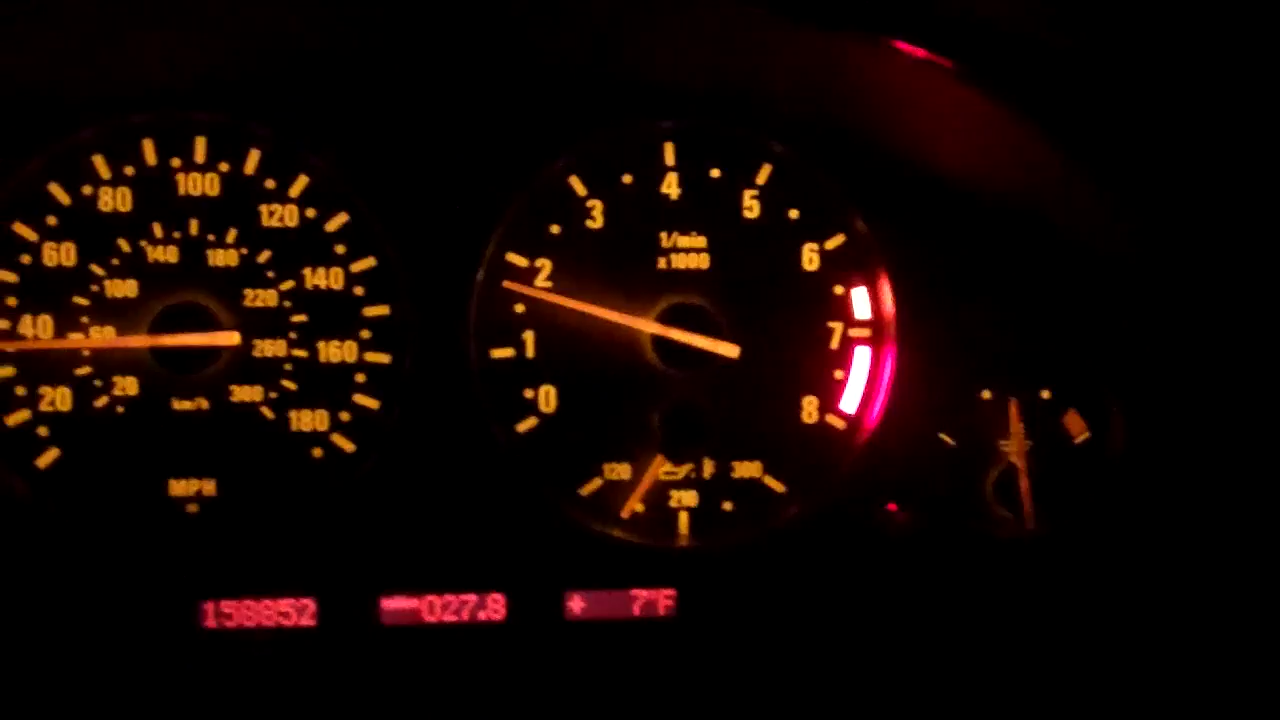 20 40 60 80 100 120 140 160 180
20 60 100 140 180 220 260 300
km/h
MPH
0 1 2 3 4 5 6 7 8
1/min
x1000
120 210 300
158852 027.8 + 7°F